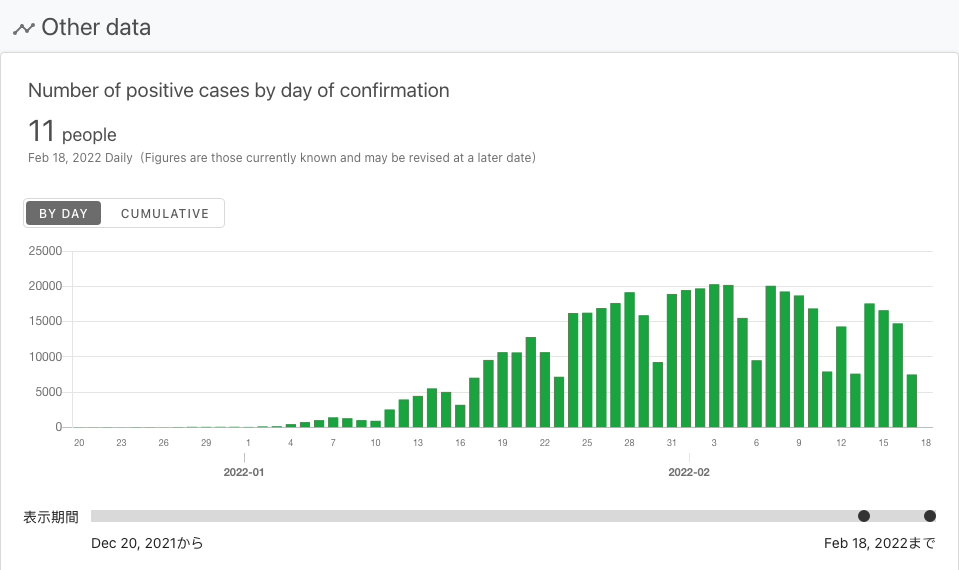 Other data
Number of positive cases by day of confirmation
11 people
Feb 18, 2022 Daily (Figures are those currently known and may be revised at a later date)
BY DAY CUMULATIVE
25000
20000
15000
10000
5000
0
20 23 26 29 1 4 7 10 13 16 19 22 25 28 31 3 6 9 12 15 18
2022-01 2022-02
表示期間
Dec 20, 2021から Feb 18, 2022まで